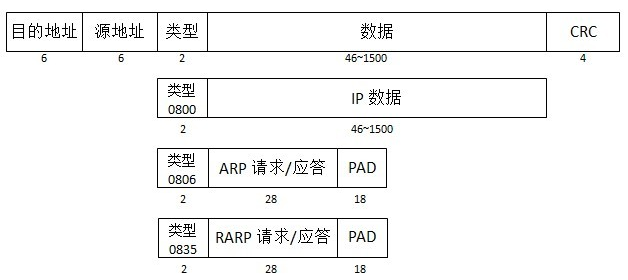 目的地址 源地址 类型 数据 CRC
6 6 2 46~1500 4
类型 IP 数据
0800
2 46~1500
类型 ARP 请求/应答 PAD
0806
2 28 18
类型 RARP 请求/应答 PAD
0835
2 28 18